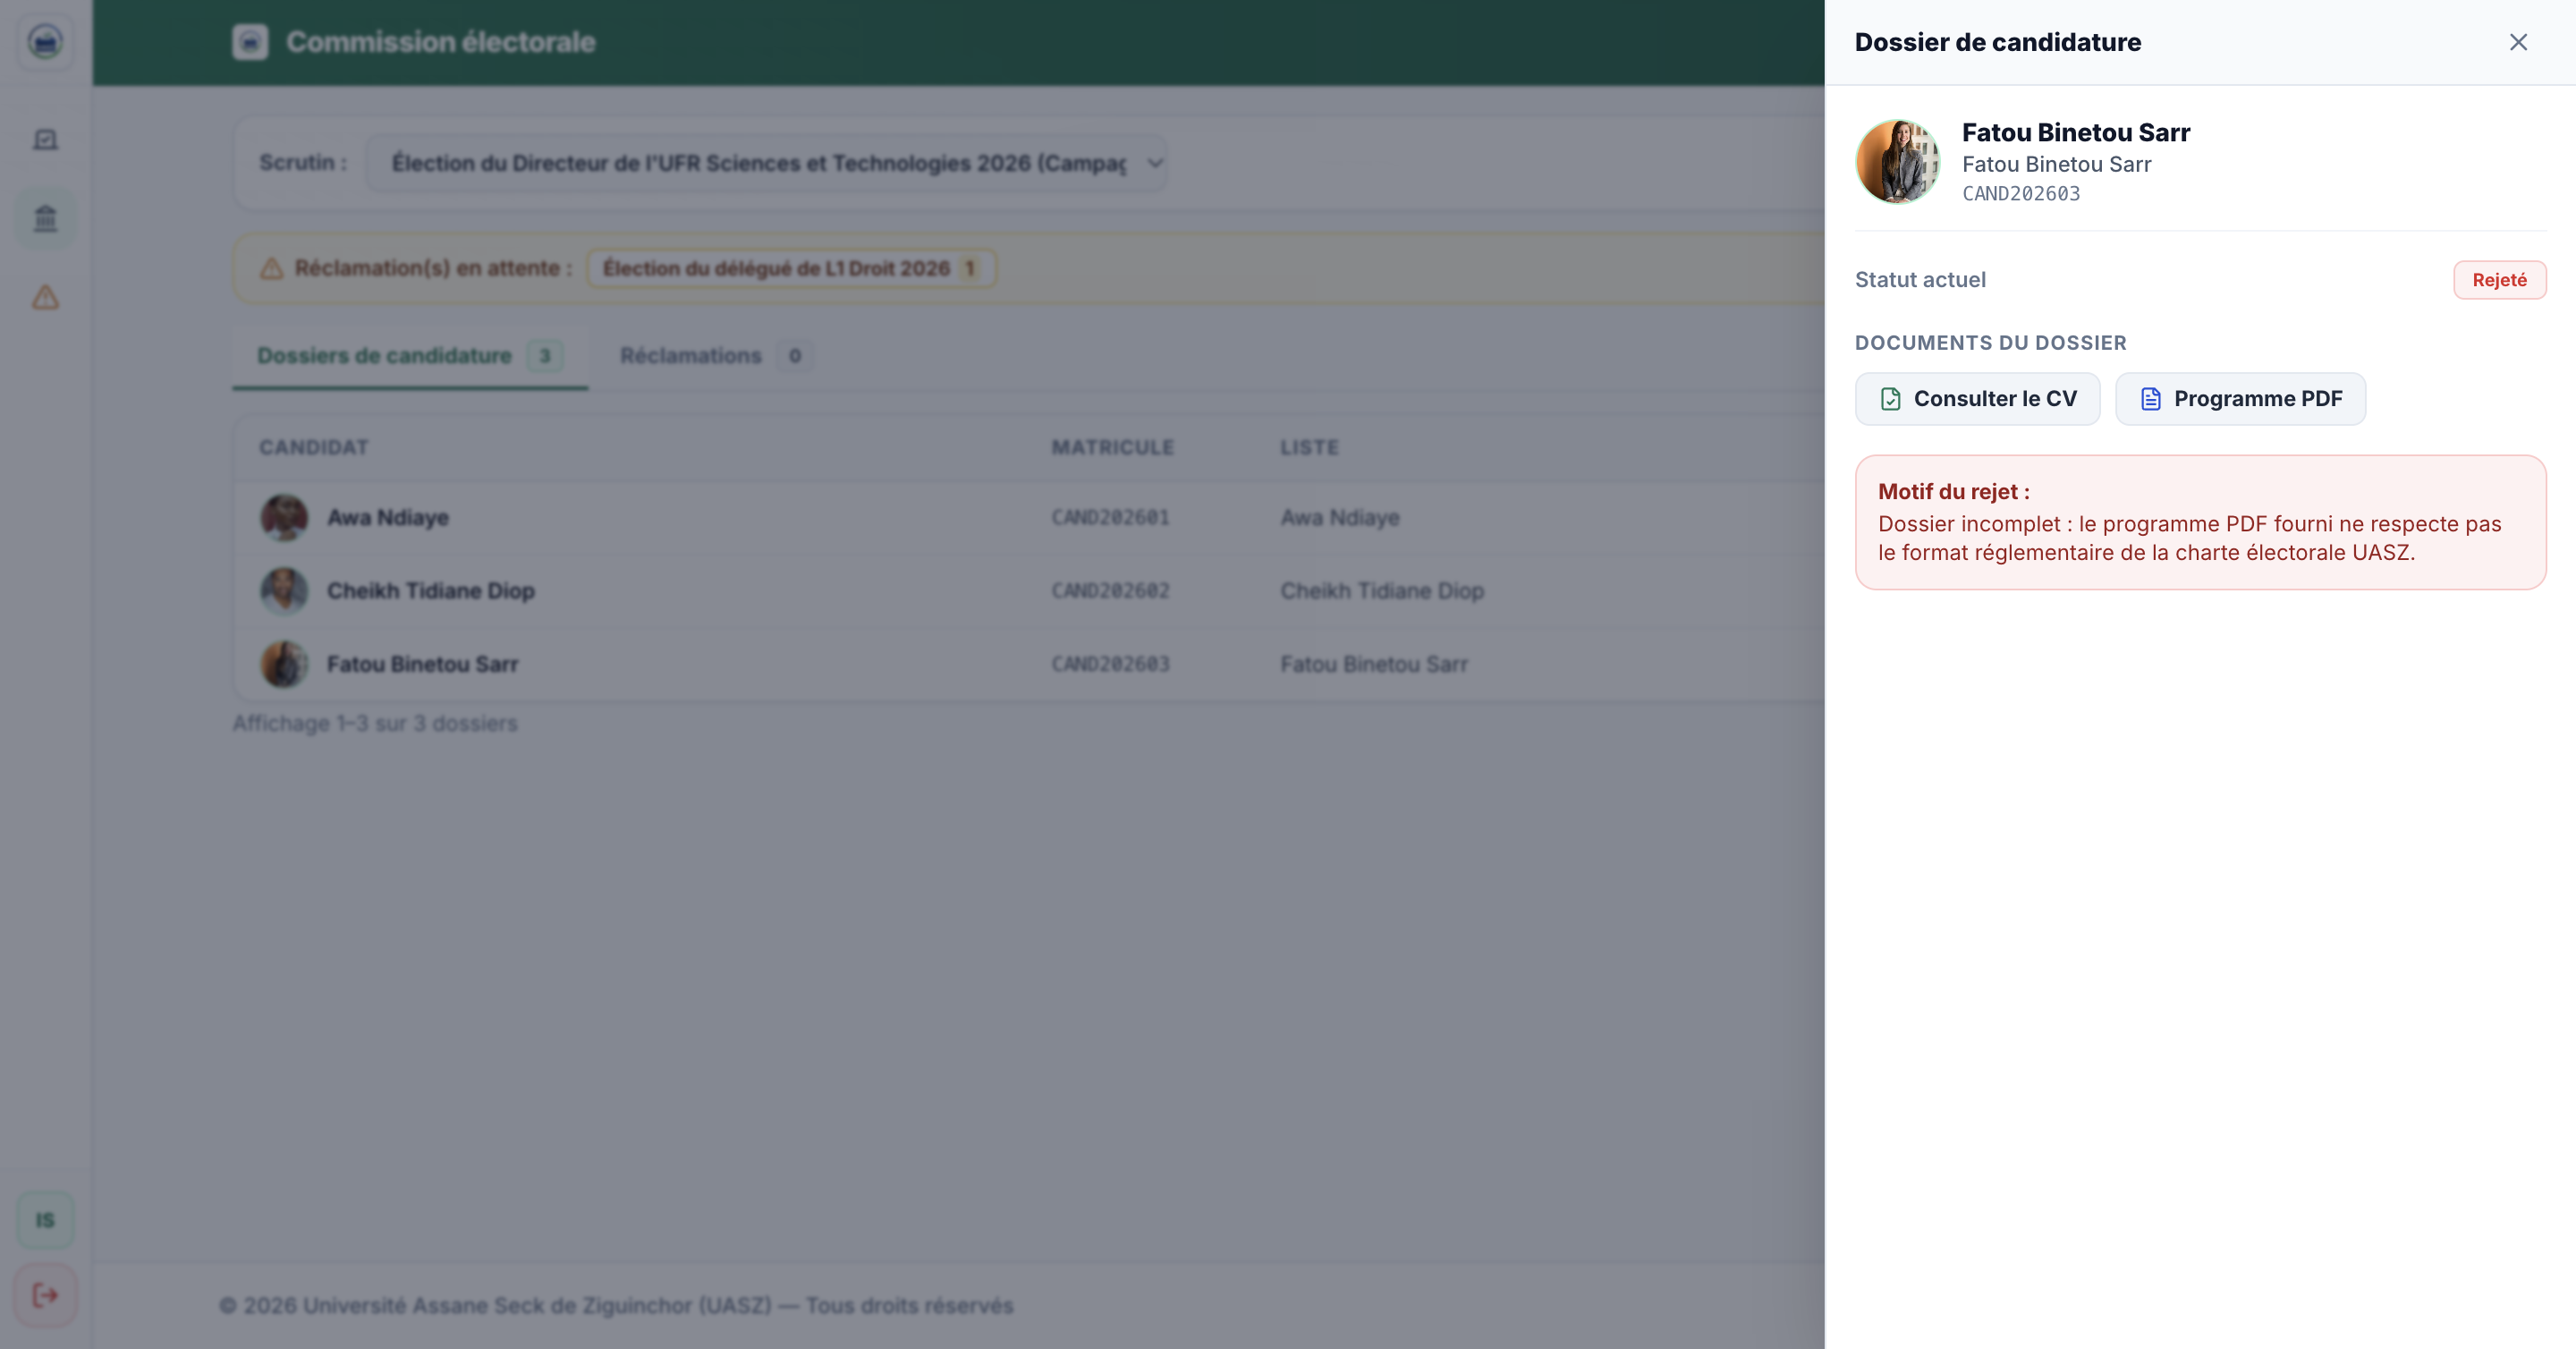 Commission électorale
Scrutin :
Élection du Directeur de l'UFR Sciences et Technologies 2026 (Campag
Réclamation(s) en attente :
Élection du délégué de L1 Droit 2026 1
Dossiers de candidature 3
Réclamations 0
CANDIDAT MATRICULE LISTE
Awa Ndiaye CAND202601 Awa Ndiaye
Cheikh Tidiane Diop CAND202602 Cheikh Tidiane Diop
Fatou Binetou Sarr CAND202603 Fatou Binetou Sarr
Affichage 1–3 sur 3 dossiers
IS
© 2026 Université Assane Seck de Ziguinchor (UASZ) — Tous droits réservés
Dossier de candidature
Fatou Binetou Sarr
Fatou Binetou Sarr
CAND202603
Statut actuel
Rejeté
DOCUMENTS DU DOSSIER
Consulter le CV
Programme PDF
Motif du rejet :
Dossier incomplet : le programme PDF fourni ne respecte pas
le format réglementaire de la charte électorale UASZ.